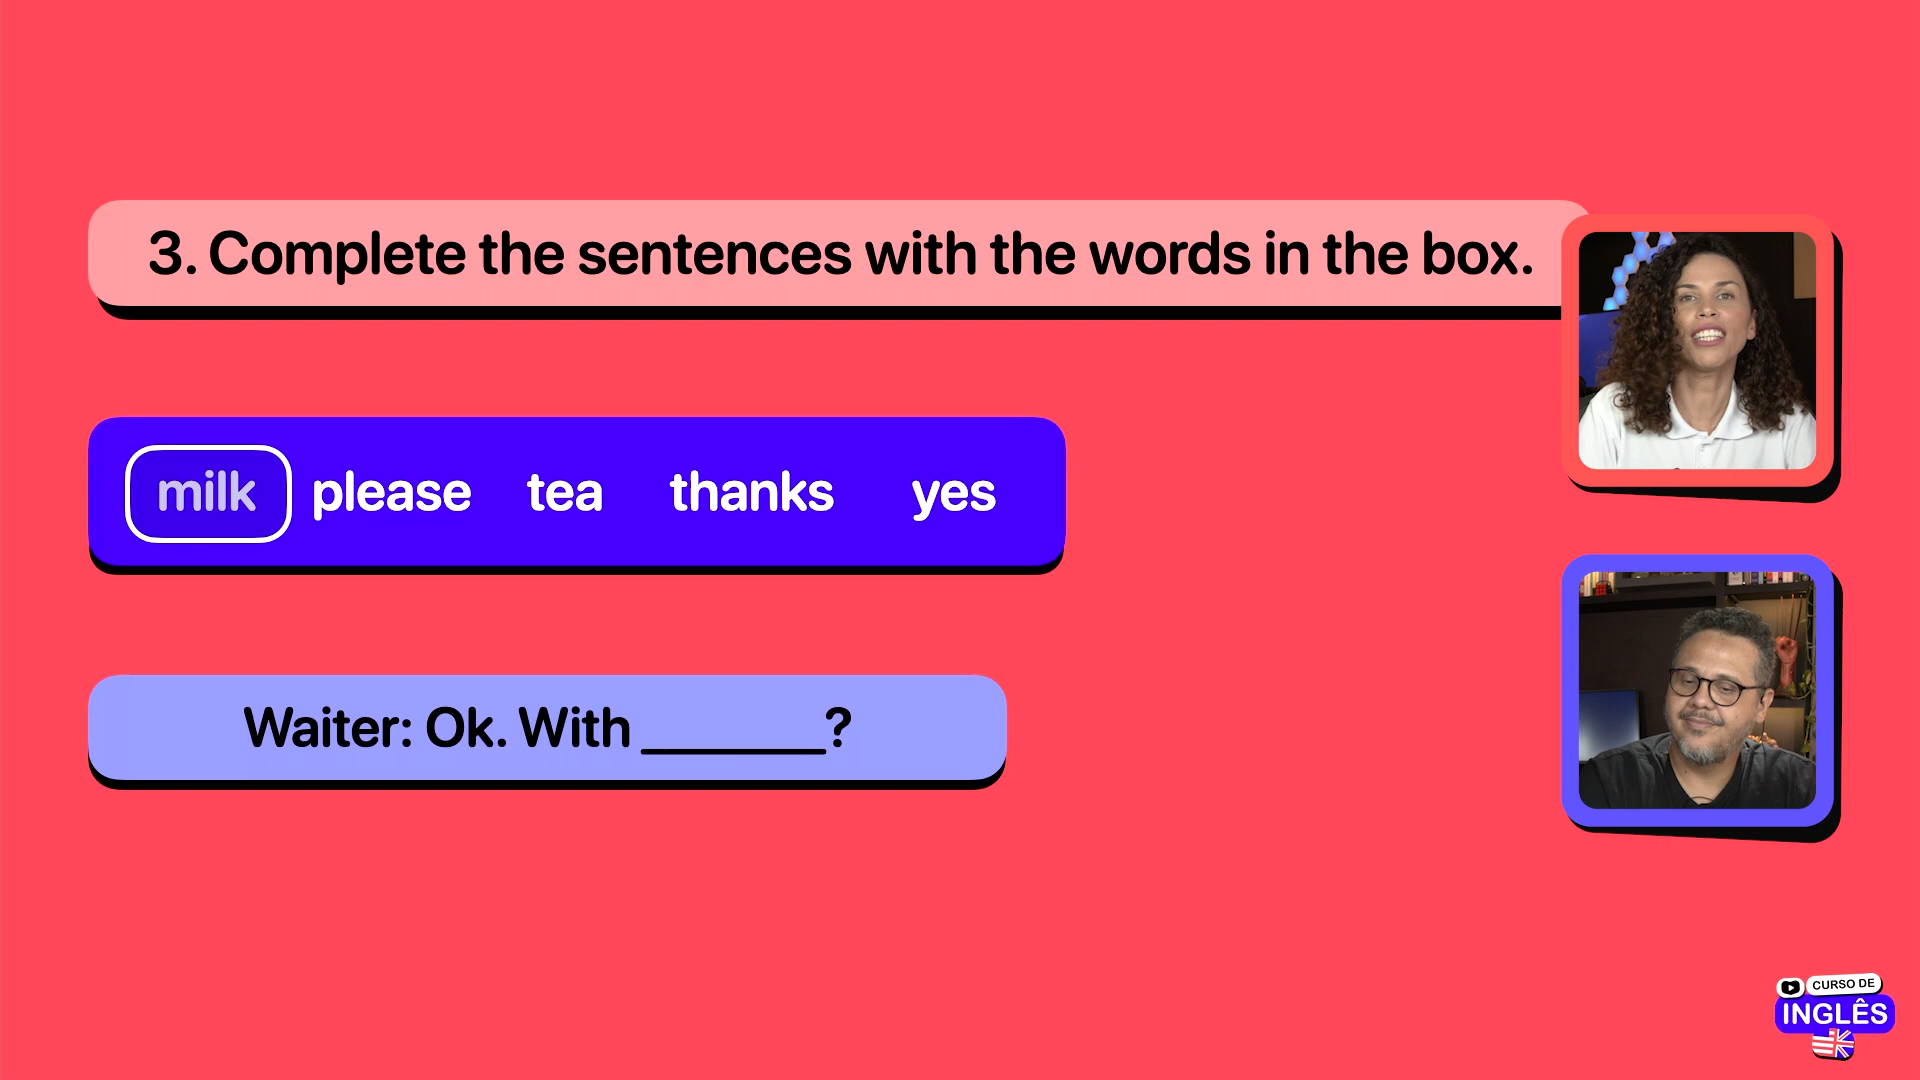 3. Complete the sentences with the words in the box.
milk please tea thanks yes
Waiter: Ok. With _______?
CURSO DE
INGLÊS